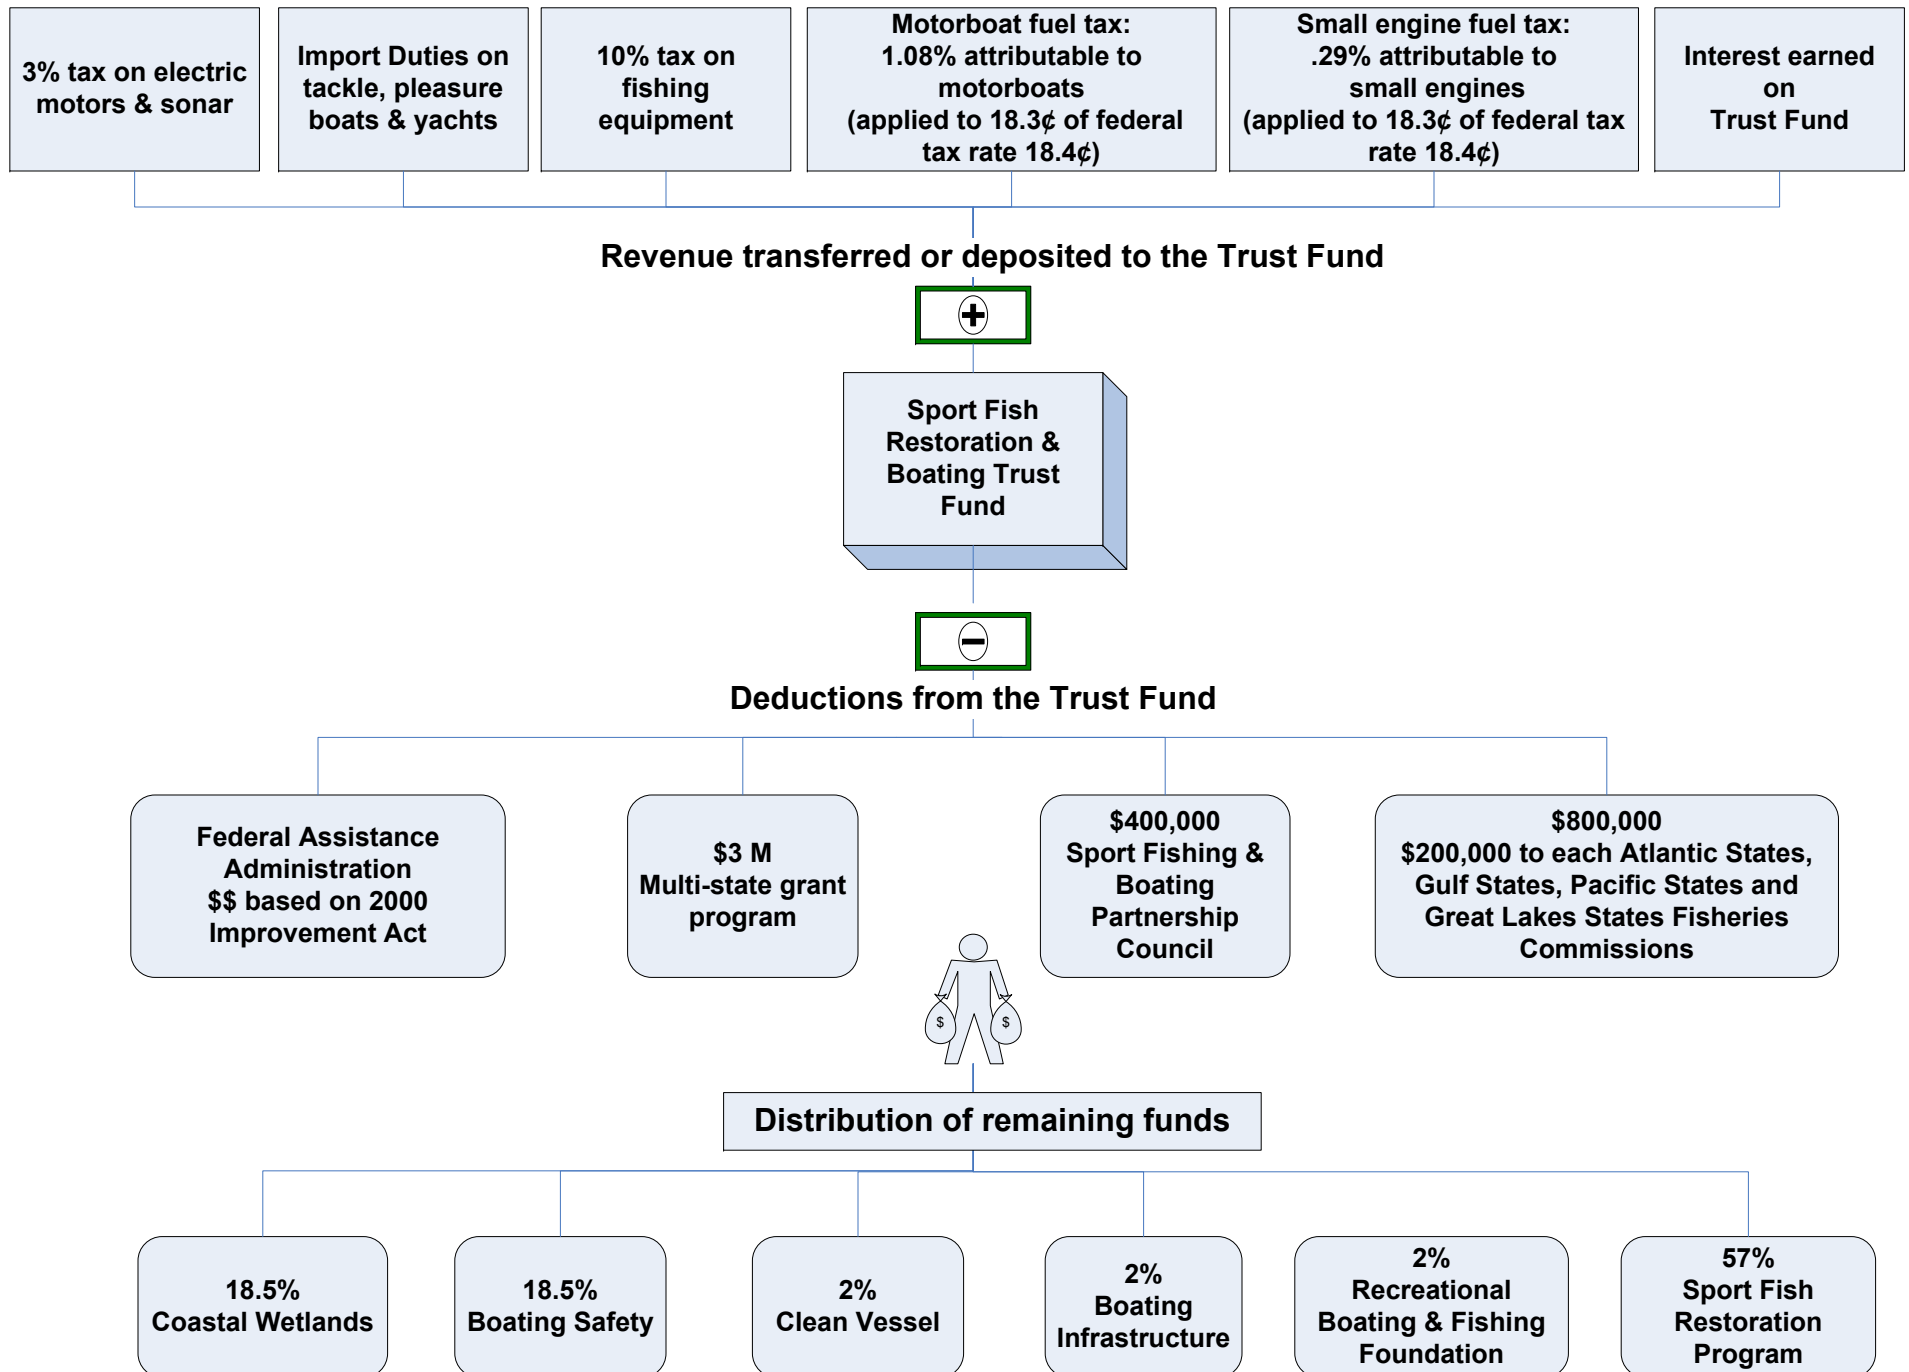 3% tax on electric
motors & sonar
Import Duties on
tackle, pleasure
boats & yachts
10% tax on
fishing
equipment
Motorboat fuel tax:
1.08% attributable to
motorboats
(applied to 18.3¢ of federal
tax rate 18.4¢)
Small engine fuel tax:
.29% attributable to
small engines
(applied to 18.3¢ of federal tax
rate 18.4¢)
Interest earned
on
Trust Fund
Revenue transferred or deposited to the Trust Fund
+
Sport Fish
Restoration &
Boating Trust
Fund
−
Deductions from the Trust Fund
Federal Assistance
Administration
$$ based on 2000
Improvement Act
$3 M
Multi-state grant
program
$400,000
Sport Fishing &
Boating
Partnership
Council
$800,000
$200,000 to each Atlantic States,
Gulf States, Pacific States and
Great Lakes States Fisheries
Commissions
$
$
Distribution of remaining funds
18.5%
Coastal Wetlands
18.5%
Boating Safety
2%
Clean Vessel
2%
Boating
Infrastructure
2%
Recreational
Boating & Fishing
Foundation
57%
Sport Fish
Restoration
Program